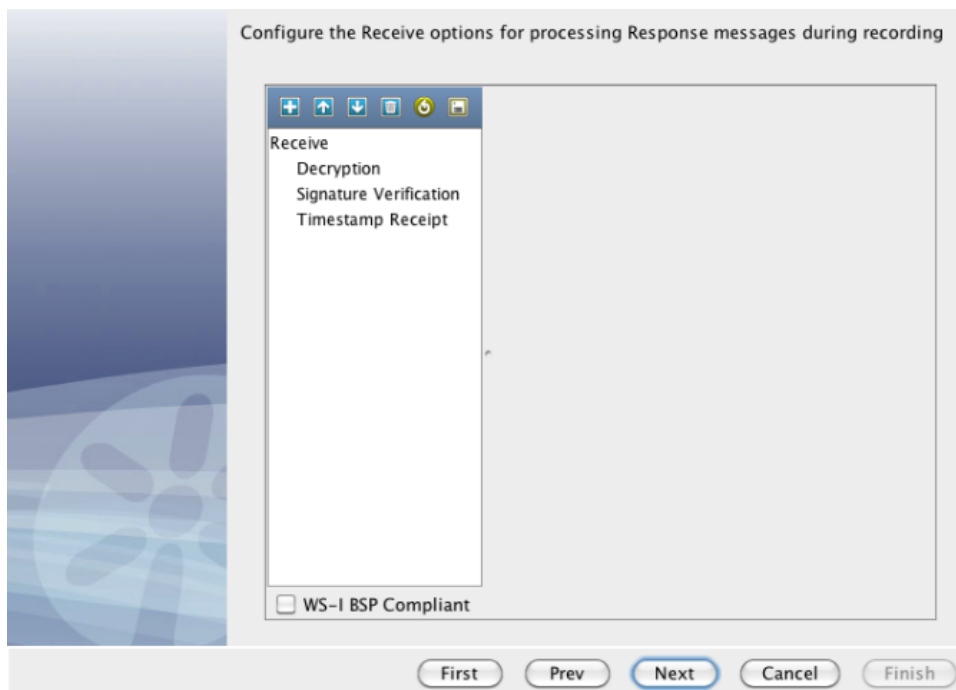 Configure the Receive options for processing Response messages during recording
Receive
Decryption
Signature Verification
Timestamp Receipt
WS-I BSP Compliant
First
Prev
Next
Cancel
Finish